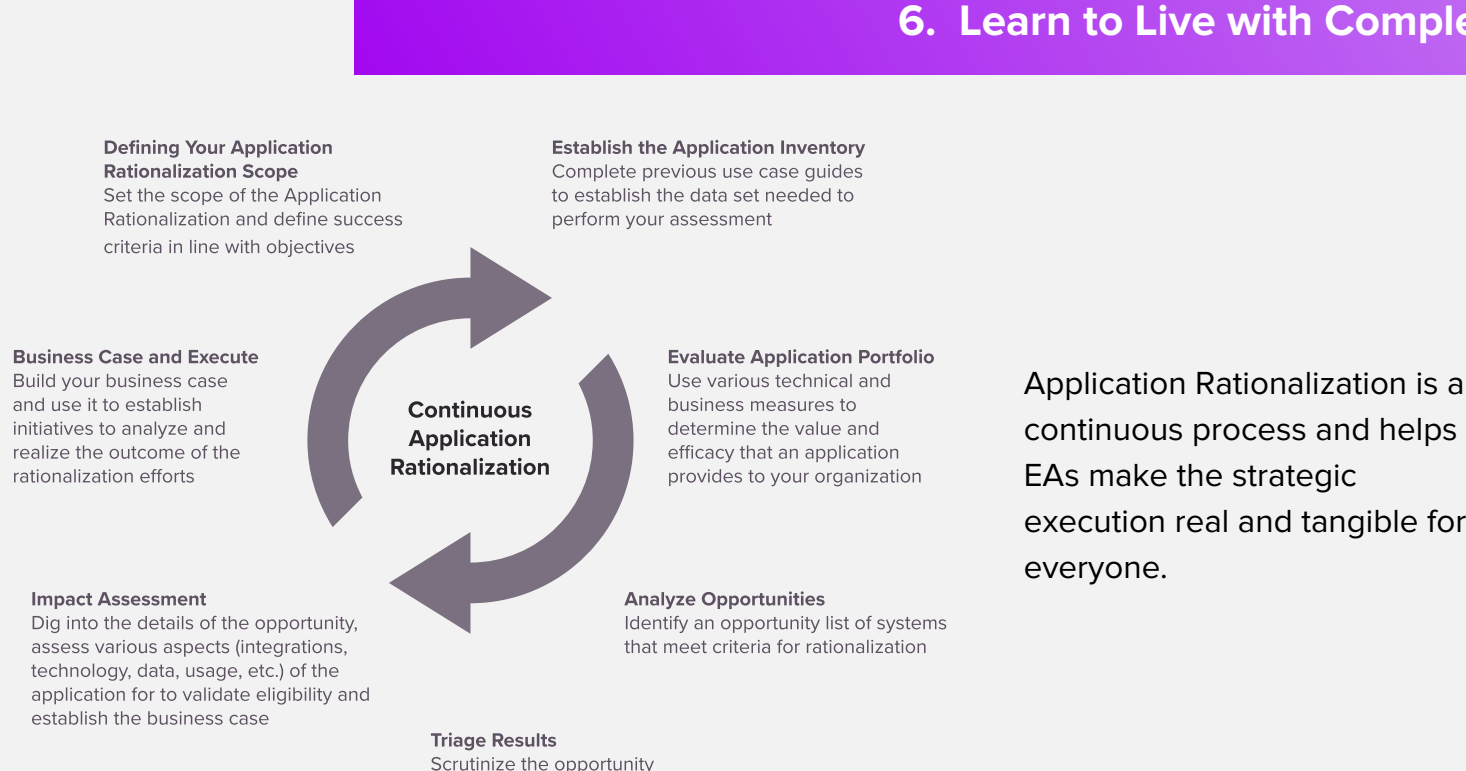 6. Learn to Live with
Defining Your Application
Rationalization Scope
Set the scope of the Application
Rationalization and define success
criteria in line with objectives
Establish the Application Inventory
Complete previous use case guides
to establish the data set needed to
perform your assessment
Business Case and Execute
Build your business case
and use it to establish
initiatives to analyze and
realize the outcome of the
rationalization efforts
Continuous
Application
Rationalization
Evaluate Application Portfolio
Use various technical and
business measures to
determine the value and
efficacy that an application
provides to your organization
Application Rationalization is a
continuous process and helps
EAs make the strategic
execution real and tangible for
everyone.
Impact Assessment
Dig into the details of the opportunity,
assess various aspects (integrations,
technology, data, usage, etc.) of the
application for to validate eligibility and
establish the business case
Analyze Opportunities
Identify an opportunity list of systems
that meet criteria for rationalization
Triage Results
Scrutinize the opportunity